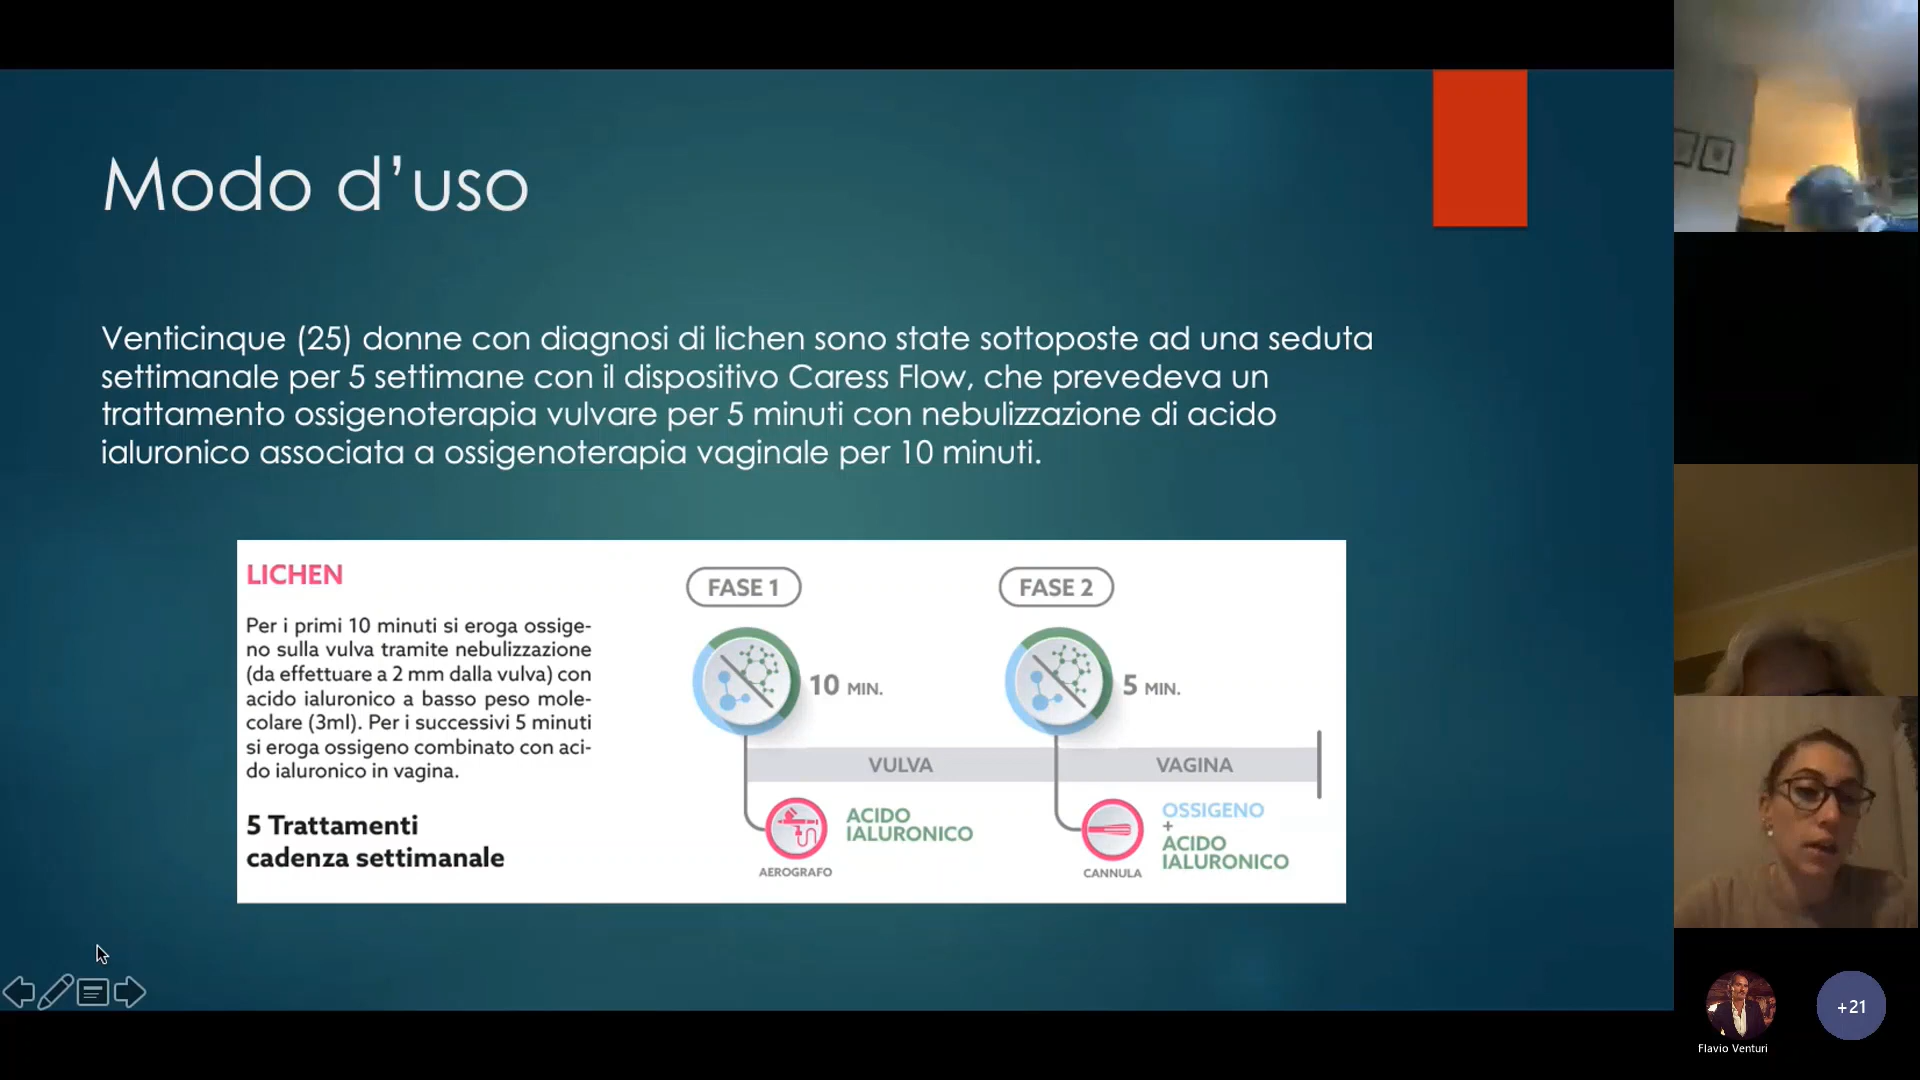 Modo d’uso
Venticinque (25) donne con diagnosi di lichen sono state sottoposte ad una seduta
settimanale per 5 settimane con il dispositivo Caress Flow, che prevedeva un
trattamento ossigenoterapia vulvare per 5 minuti con nebulizzazione di acido
ialuronico associata a ossigenoterapia vaginale per 10 minuti.
LICHEN
Per i primi 10 minuti si eroga ossige-
no sulla vulva tramite nebulizzazione
(da effettuare a 2 mm dalla vulva) con
acido ialuronico a basso peso mole-
colare (3ml). Per i successivi 5 minuti
si eroga ossigeno combinato con aci-
do ialuronico in vagina.
5 Trattamenti
cadenza settimanale
FASE 1
10 MIN.
VULVA
ACIDO
IALURONICO
AEROGRAFO
FASE 2
5 MIN.
VAGINA
OSSIGENO
+
ACIDO
IALURONICO
CANNULA
Flavio Venturi
+21